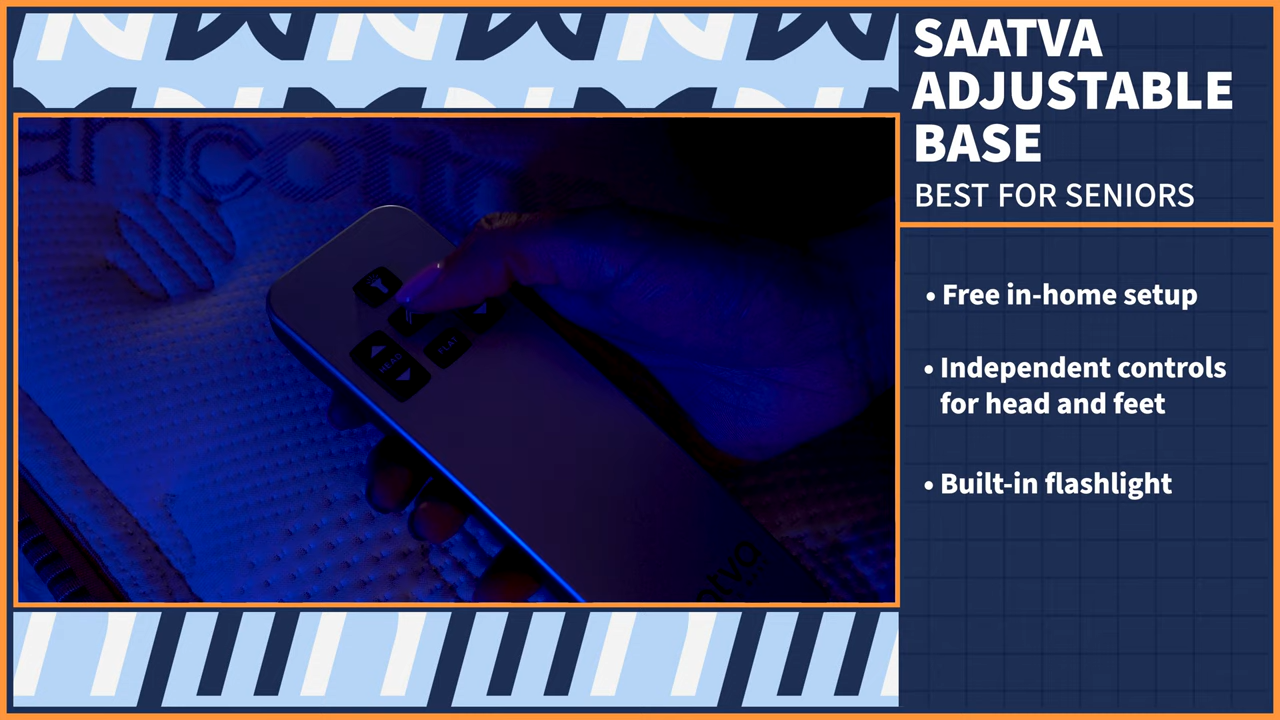 SAATVA
ADJUSTABLE
BASE
BEST FOR SENIORS
• Free in-home setup
• Independent controls
for head and feet
• Built-in flashlight
HEAD
FLAT